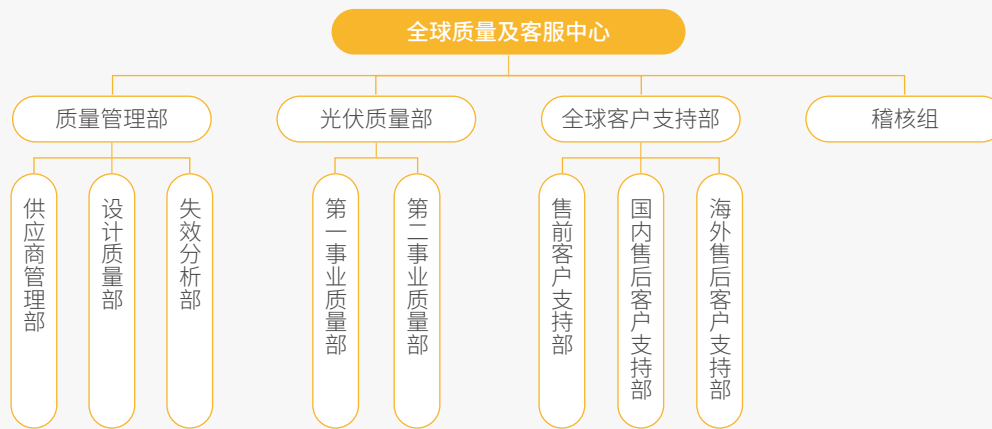 全球质量及客服中心
质量管理部
光伏质量部
全球客户支持部
稽核组
供应商管理部
设计质量部
失效分析部
第一事业质量部
第二事业质量部
售前客户支持部
国内售后客户支持部
海外售后客户支持部